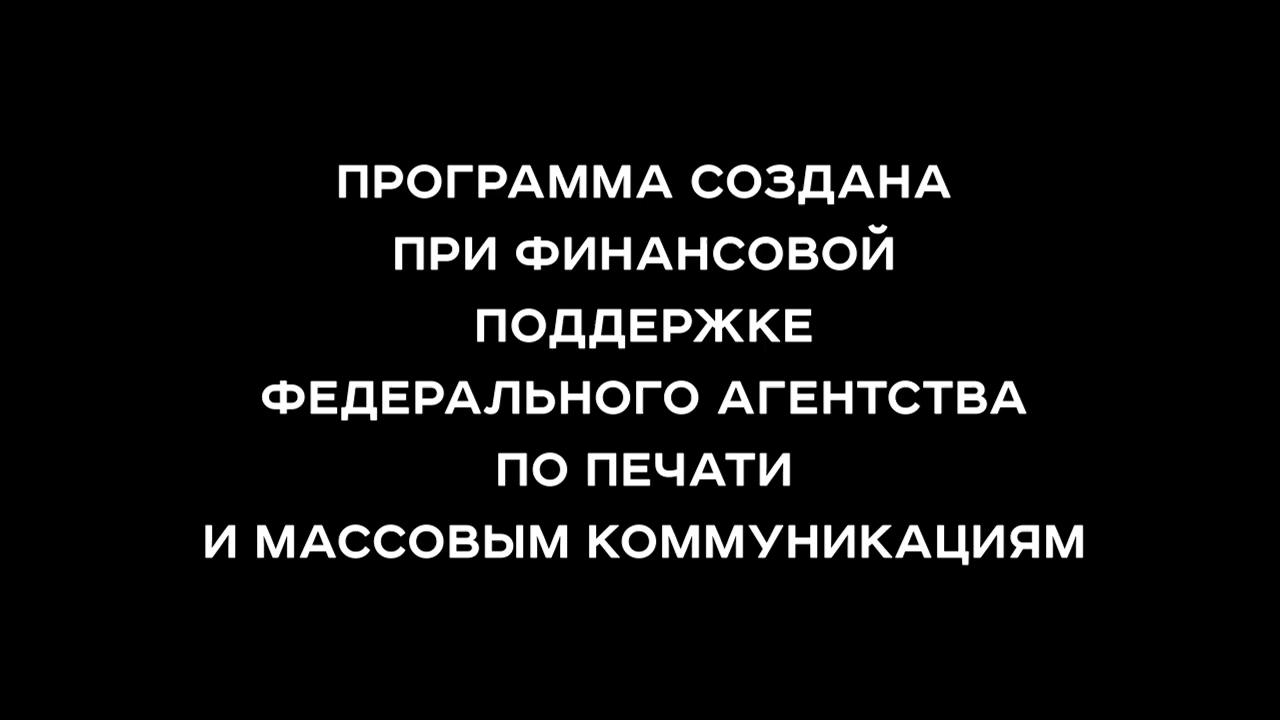 ПРОГРАММА СОЗДАНА
ПРИ ФИНАНСОВОЙ
ПОДДЕРЖКЕ
ФЕДЕРАЛЬНОГО АГЕНТСТВА
ПО ПЕЧАТИ
И МАССОВЫМ КОММУНИКАЦИЯМ